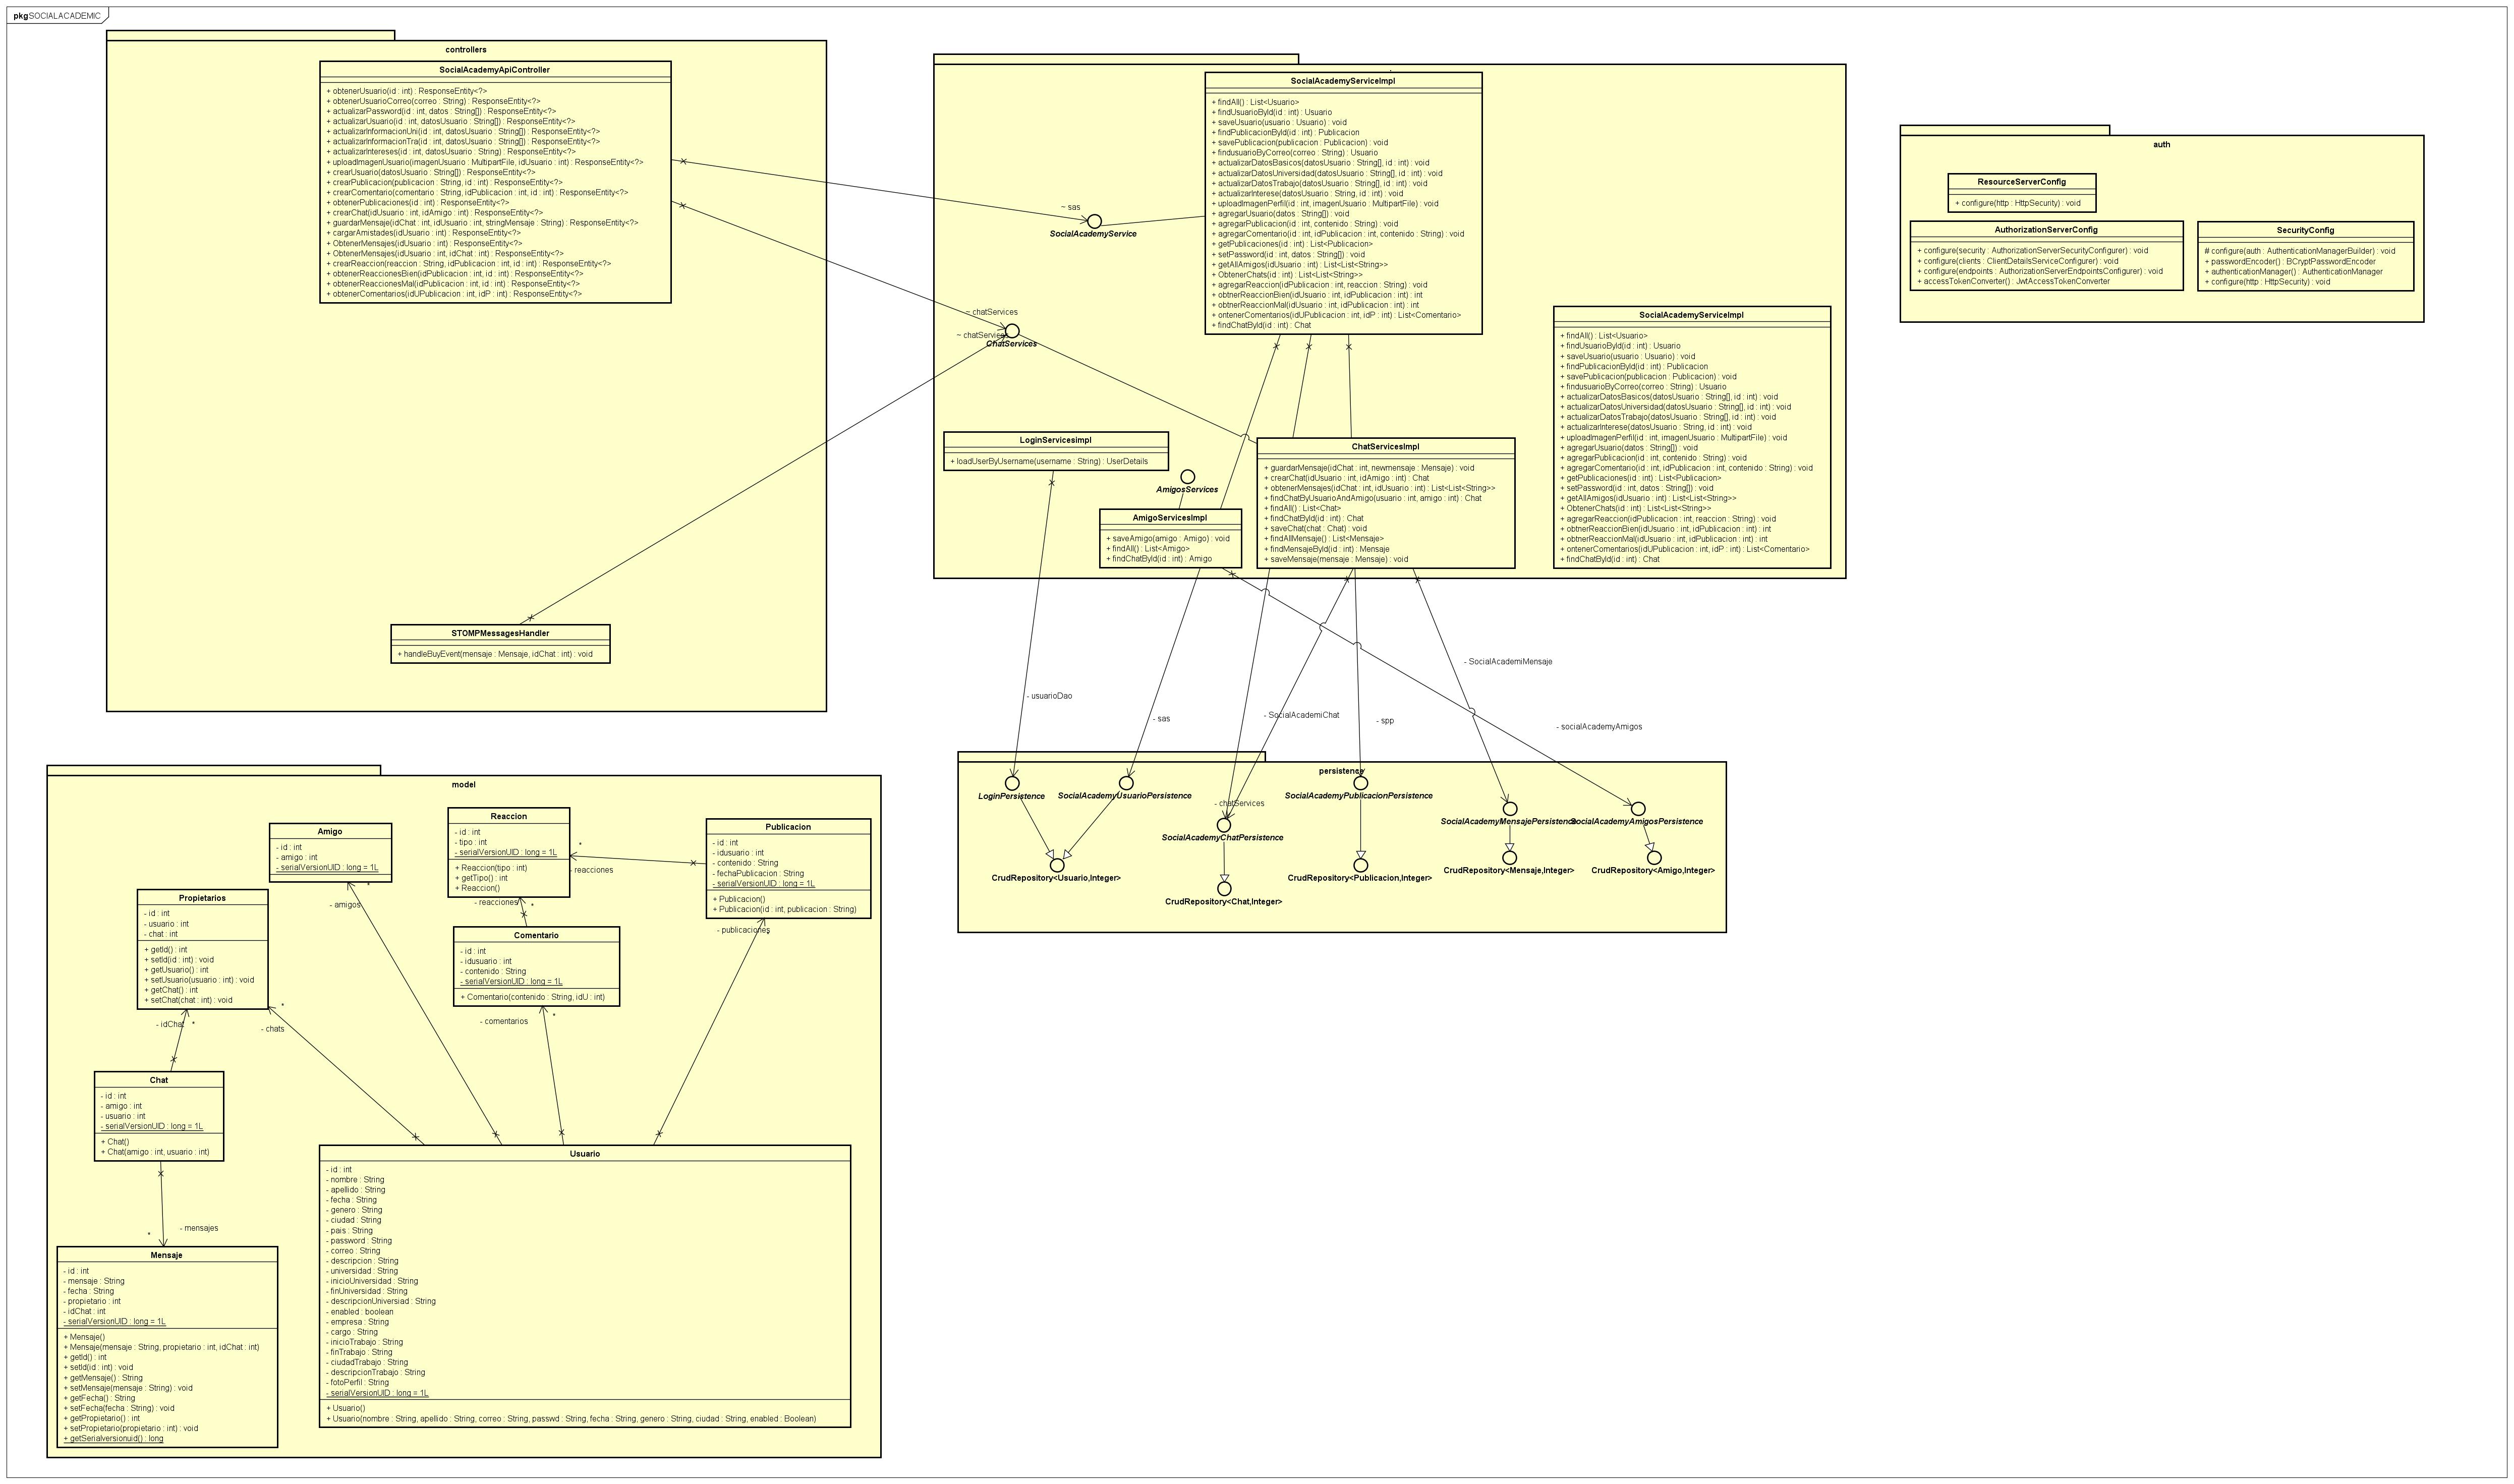 pkg SOCIALACADEMIC
controllers
SocialAcademyApiController
+ obtenerUsuario(id : int) : ResponseEntity<?>
+ obtenerUsuarioCorreo(correo : String) : ResponseEntity<?>
+ actualizarPassword(id : int, datos : String[]) : ResponseEntity<?>
+ actualizarUsuario(id : int, datosUsuario : String[]) : ResponseEntity<?>
+ actualizarInformacionUni(id : int, datosUsuario : String[]) : ResponseEntity<?>
+ actualizarInformacionTra(id : int, datosUsuario : String[]) : ResponseEntity<?>
+ actualizarIntereses(id : int, datosUsuario : String) : ResponseEntity<?>
+ uploadImagenUsuario(imagenUsuario : MultipartFile, idUsuario : int) : ResponseEntity<?>
+ crearUsuario(datosUsuario : String[]) : ResponseEntity<?>
+ crearPublicacion(publicacion : String, id : int) : ResponseEntity<?>
+ crearComentario(comentario : String, idPublicacion : int, id : int) : ResponseEntity<?>
+ obtenerPublicaciones(id : int) : ResponseEntity<?>
+ crearChat(idUsuario : int, idAmigo : int) : ResponseEntity<?>
+ guardarMensaje(idChat : int, idUsuario : int, stringMensaje : String) : ResponseEntity<?>
+ cargarAmistades(idUsuario : int) : ResponseEntity<?>
+ ObtenerMensajes(idUsuario : int) : ResponseEntity<?>
+ ObtenerMensajes(idUsuario : int, idChat : int) : ResponseEntity<?>
+ crearReaccion(reaccion : String, idPublicacion : int, id : int) : ResponseEntity<?>
+ obtenerReaccionesBien(idPublicacion : int, id : int) : ResponseEntity<?>
+ obtenerReaccionesMal(idPublicacion : int, id : int) : ResponseEntity<?>
+ obtenerComentarios(idUPublicacion : int, idP : int) : ResponseEntity<?>
STOMPMessagesHandler
+ handleBuyEvent(mensaje : Mensaje, idChat : int) : void
~ sas
SocialAcademyService
~ chatServices
~ chatServices
ChatServices
SocialAcademyServiceImpl
+ findAll() : List<Usuario>
+ findUsuarioById(id : int) : Usuario
+ saveUsuario(usuario : Usuario) : void
+ findPublicacionById(id : int) : Publicacion
+ savePublicacion(publicacion : Publicacion) : void
+ findusuarioByCorreo(correo : String) : Usuario
+ actualizarDatosBasicos(datosUsuario : String[], id : int) : void
+ actualizarDatosUniversidad(datosUsuario : String[], id : int) : void
+ actualizarDatosTrabajo(datosUsuario : String[], id : int) : void
+ actualizarInterese(datosUsuario : String, id : int) : void
+ uploadImagenPerfil(id : int, imagenUsuario : MultipartFile) : void
+ agregarUsuario(datos : String[]) : void
+ agregarPublicacion(id : int, contenido : String) : void
+ agregarComentario(id : int, idPublicacion : int, contenido : String) : void
+ getPublicaciones(id : int) : List<Publicacion>
+ setPassword(id : int, datos : String[]) : void
+ getAllAmigos(idUsuario : int) : List<List<String>>
+ ObtenerChats(id : int) : List<List<String>>
+ agregarReaccion(idPublicacion : int, reaccion : String) : void
+ obtnerReaccionBien(idUsuario : int, idPublicacion : int) : int
+ obtnerReaccionMal(idUsuario : int, idPublicacion : int) : int
+ ontenerComentarios(idUPublicacion : int, idP : int) : List<Comentario>
+ findChatById(id : int) : Chat
LoginServicesimpl
+ loadUserByUsername(username : String) : UserDetails
AmigosServices
AmigoServicesImpl
+ saveAmigo(amigo : Amigo) : void
+ findAll() : List<Amigo>
+ findChatById(id : int) : Amigo
ChatServicesImpl
+ guardarMensaje(idChat : int, newmensaje : Mensaje) : void
+ crearChat(idUsuario : int, idAmigo : int) : Chat
+ obtenerMensajes(idChat : int, idUsuario : int) : List<List<String>>
+ findChatByUsuarioAndAmigo(usuario : int, amigo : int) : Chat
+ findAll() : List<Chat>
+ findChatById(id : int) : Chat
+ saveChat(chat : Chat) : void
+ findAllMensaje() : List<Mensaje>
+ findMensajeById(id : int) : Mensaje
+ saveMensaje(mensaje : Mensaje) : void
SocialAcademyServiceImpl
+ findAll() : List<Usuario>
+ findUsuarioById(id : int) : Usuario
+ saveUsuario(usuario : Usuario) : void
+ findPublicacionById(id : int) : Publicacion
+ savePublicacion(publicacion : Publicacion) : void
+ findusuarioByCorreo(correo : String) : Usuario
+ actualizarDatosBasicos(datosUsuario : String[], id : int) : void
+ actualizarDatosUniversidad(datosUsuario : String[], id : int) : void
+ actualizarDatosTrabajo(datosUsuario : String[], id : int) : void
+ actualizarInterese(datosUsuario : String, id : int) : void
+ uploadImagenPerfil(id : int, imagenUsuario : MultipartFile) : void
+ agregarUsuario(datos : String[]) : void
+ agregarPublicacion(id : int, contenido : String) : void
+ agregarComentario(id : int, idPublicacion : int, contenido : String) : void
+ getPublicaciones(id : int) : List<Publicacion>
+ setPassword(id : int, datos : String[]) : void
+ getAllAmigos(idUsuario : int) : List<List<String>>
+ ObtenerChats(id : int) : List<List<String>>
+ agregarReaccion(idPublicacion : int, reaccion : String) : void
+ obtnerReaccionBien(idUsuario : int, idPublicacion : int) : int
+ obtnerReaccionMal(idUsuario : int, idPublicacion : int) : int
+ ontenerComentarios(idUPublicacion : int, idP : int) : List<Comentario>
+ findChatById(id : int) : Chat
auth
ResourceServerConfig
+ configure(http : HttpSecurity) : void
AuthorizationServerConfig
+ configure(security : AuthorizationServerSecurityConfigurer) : void
+ configure(clients : ClientDetailsServiceConfigurer) : void
+ configure(endpoints : AuthorizationServerEndpointsConfigurer) : void
+ accessTokenConverter() : JwtAccessTokenConverter
SecurityConfig
# configure(auth : AuthenticationManagerBuilder) : void
+ passwordEncoder() : BCryptPasswordEncoder
+ authenticationManager() : AuthenticationManager
+ configure(http : HttpSecurity) : void
- usuarioDao
- sas
- SocialAcademiChat
- spp
- SocialAcademiMensaje
- socialAcademyAmigos
persistency
LoginPersistence
SocialAcademyUsuarioPersistence
- chatServices
SocialAcademyChatPersistence
SocialAcademyPublicacionPersistence
SocialAcademyMensajePersistence
SocialAcademyAmigosPersistence
CrudRepository<Usuario,Integer>
CrudRepository<Chat,Integer>
CrudRepository<Publicacion,Integer>
CrudRepository<Mensaje,Integer>
CrudRepository<Amigo,Integer>
model
Amigo
- id : int
- amigo : int
- serialVersionUID : long = 1L
*
- amigos
Reaccion
- id : int
- tipo : int
- serialVersionUID : long = 1L
+ Reaccion(tipo : int)
+ getTipo() : int
+ Reaccion()
*
- reacciones
- reacciones
*
Publicacion
- id : int
- idusuario : int
- contenido : String
- fechaPublicacion : String
- serialVersionUID : long = 1L
+ Publicacion()
+ Publicacion(id : int, publicacion : String)
- publicaciones
*
Propietarios
- id : int
- usuario : int
- chat : int
+ getId() : int
+ setId(id : int) : void
+ getUsuario() : int
+ setUsuario(usuario : int) : void
+ getChat() : int
+ setChat(chat : int) : void
- idChat
*
*
- chats
Comentario
- id : int
- idusuario : int
- contenido : String
- serialVersionUID : long = 1L
+ Comentario(contenido : String, idU : int)
- comentarios
*
Chat
- id : int
- amigo : int
- usuario : int
- serialVersionUID : long = 1L
+ Chat()
+ Chat(amigo : int, usuario : int)
- mensajes
*
Mensaje
- id : int
- mensaje : String
- fecha : String
- propietario : int
- idChat : int
- serialVersionUID : long = 1L
+ Mensaje()
+ Mensaje(mensaje : String, propietario : int, idChat : int)
+ getId() : int
+ setId(id : int) : void
+ getMensaje() : String
+ setMensaje(mensaje : String) : void
+ getFecha() : String
+ setFecha(fecha : String) : void
+ getPropietario() : int
+ setPropietario(propietario : int) : void
+ getSerialversionuid() : long
Usuario
- id : int
- nombre : String
- apellido : String
- fecha : String
- genero : String
- ciudad : String
- pais : String
- password : String
- correo : String
- descripcion : String
- universidad : String
- inicioUniversidad : String
- finUniversidad : String
- descripcionUniversiad : String
- enabled : boolean
- empresa : String
- cargo : String
- inicioTrabajo : String
- finTrabajo : String
- ciudadTrabajo : String
- descripcionTrabajo : String
- fotoPerfil : String
- serialVersionUID : long = 1L
+ Usuario()
+ Usuario(nombre : String, apellido : String, correo : String, passwd : String, fecha : String, genero : String, ciudad : String, enabled : Boolean)